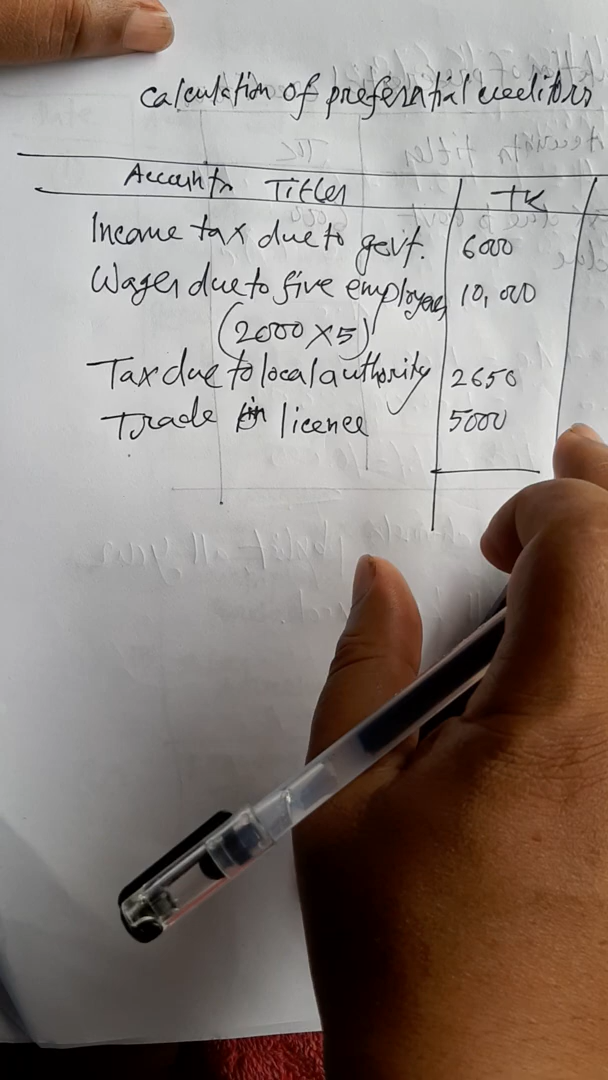 Calculation of preferential creditors
Accounts Titles TK
Income tax due to govt. 6000
Wages due to five employees 10,000
(2000 X 5)
Tax due to local authority 2650
Trade licence 5000